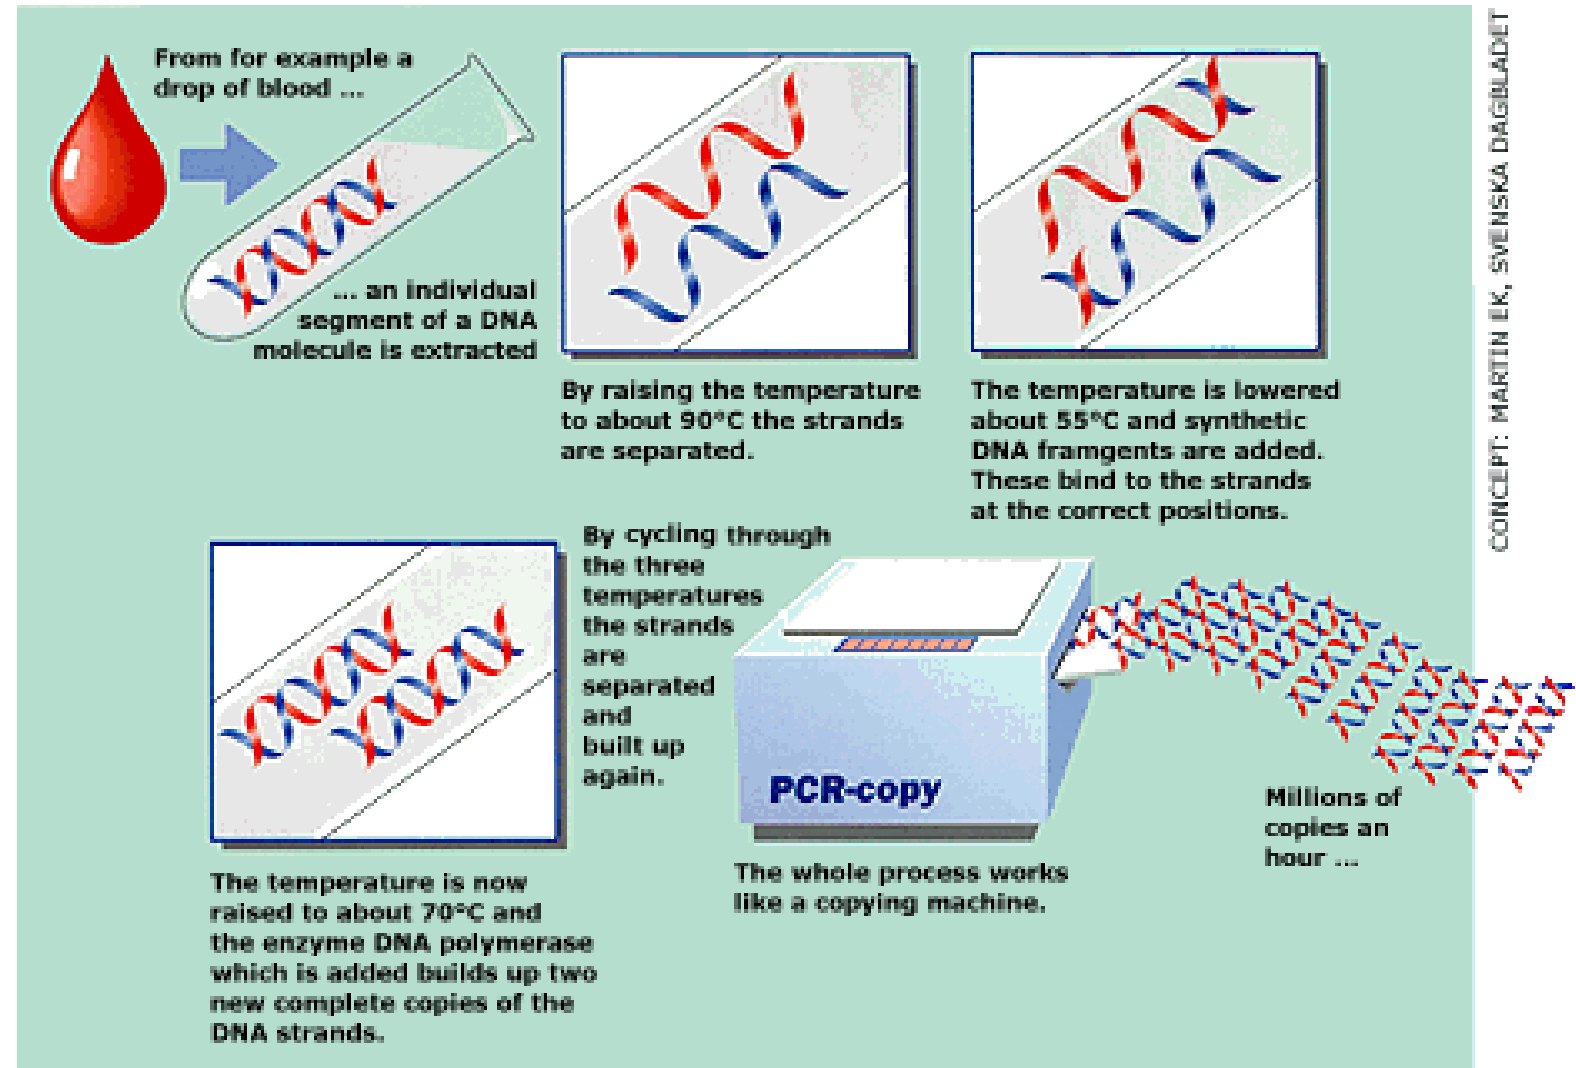 From for example a
drop of blood ...
... an individual
segment of a DNA
molecule is extracted
By raising the temperature
to about 90°C the strands
are separated.
The temperature is lowered
about 55°C and synthetic
DNA framgents are added.
These bind to the strands
at the correct positions.
CONCEPT: MARTIN EK, SVENSKA DAGBLADET
The temperature is now
raised to about 70°C and
the enzyme DNA polymerase
which is added builds up two
new complete copies of the
DNA strands.
By cycling through
the three
temperatures
the strands
are
separated
and
built up
again.
PCR-copy
The whole process works
like a copying machine.
Millions of
copies an
hour ...